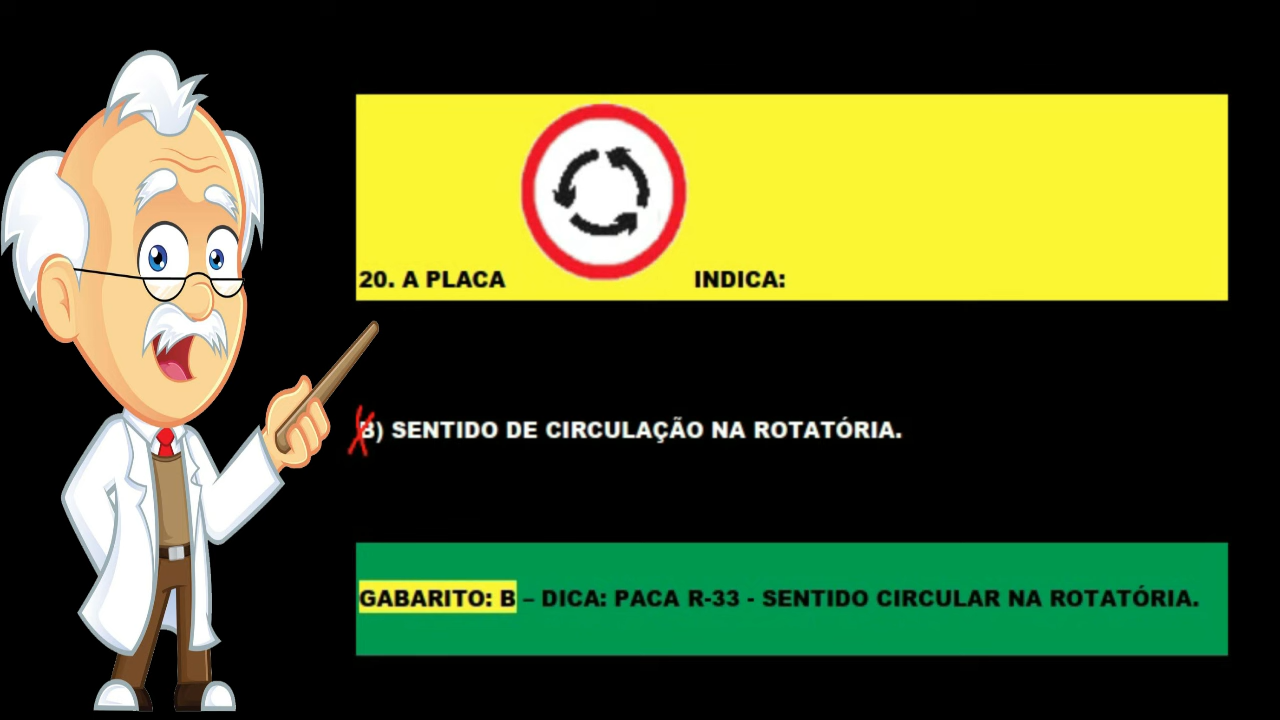 20. A PLACA INDICA:
B) SENTIDO DE CIRCULAÇÃO NA ROTATÓRIA.
GABARITO: B – DICA: PACA R-33 - SENTIDO CIRCULAR NA ROTATÓRIA.